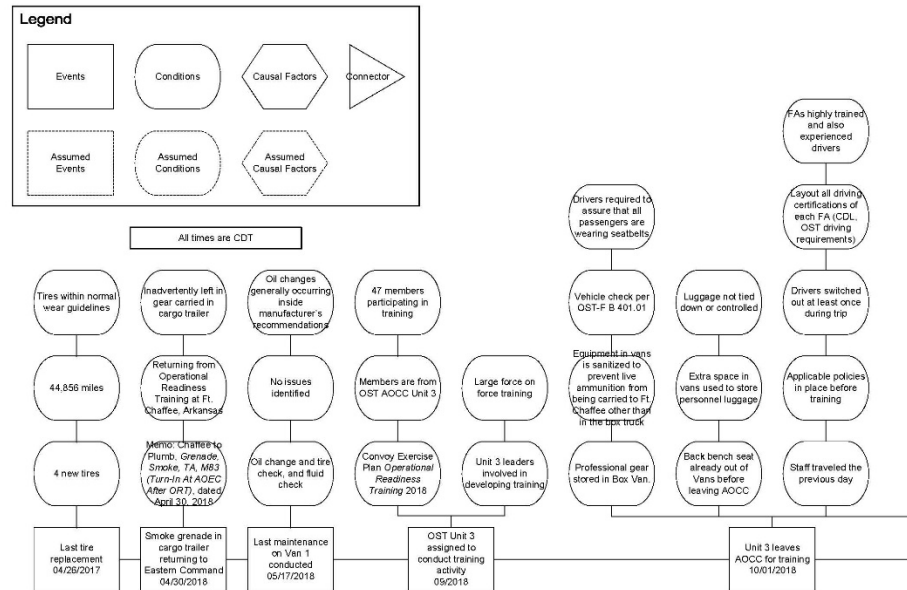 Legend
Events
Conditions
Causal Factors
Connector
Assumed
Events
Assumed
Conditions
Assumed
Causal Factors
All times are CDT
Tires within normal
wear guidelines
44,856 miles
4 new tires
Last tire
replacement
04/26/2017
Inadvertently left in
gear carried in
cargo trailer
Returning from
Operational
Readiness
Training at Ft.
Chaffee, Arkansas
Memo: Chaffee to
Plumb, Grenade,
Smoke, TA, M83
(Turn-In At AOEC
After ORT), dated
April 30, 2018
Smoke grenade in
cargo trailer
returning to
Eastern Command
04/30/2018
Oil changes
generally occurring
inside
manufacturer's
recommendations
No issues
identified
Oil change and tire
check, and fluid
check
Last maintenance
on Van 1
conducted
05/17/2018
47 members
participating in
training
Members are from
OST AOCC Unit 3
Convoy Exercise
Plan Operational
Readiness
Training 2018
Large force on
force training
Unit 3 leaders
involved in
developing training
OST Unit 3
assigned to
conduct training
activity
09/2018
Drivers required to
assure that all
passengers are
wearing seatbelts
Vehicle check per
OST-F B 401.01
Equipment in vans
is sanitized to
prevent live
ammunition from
being carried to Ft.
Chaffee other than
in the box truck
Professional gear
stored in Box Van.
Luggage not tied
down or controlled
Extra space in
vans used to store
personnel luggage
Back bench seat
already out of
Vans before
leaving AOCC
FAs highly trained
and also
experienced
drivers
Layout all driving
certifications of
each FA (CDL,
OST driving
requirements)
Drivers switched
out at least once
during trip
Applicable policies
in place before
training
Staff traveled the
previous day
Unit 3 leaves
AOCC for training
10/01/2018